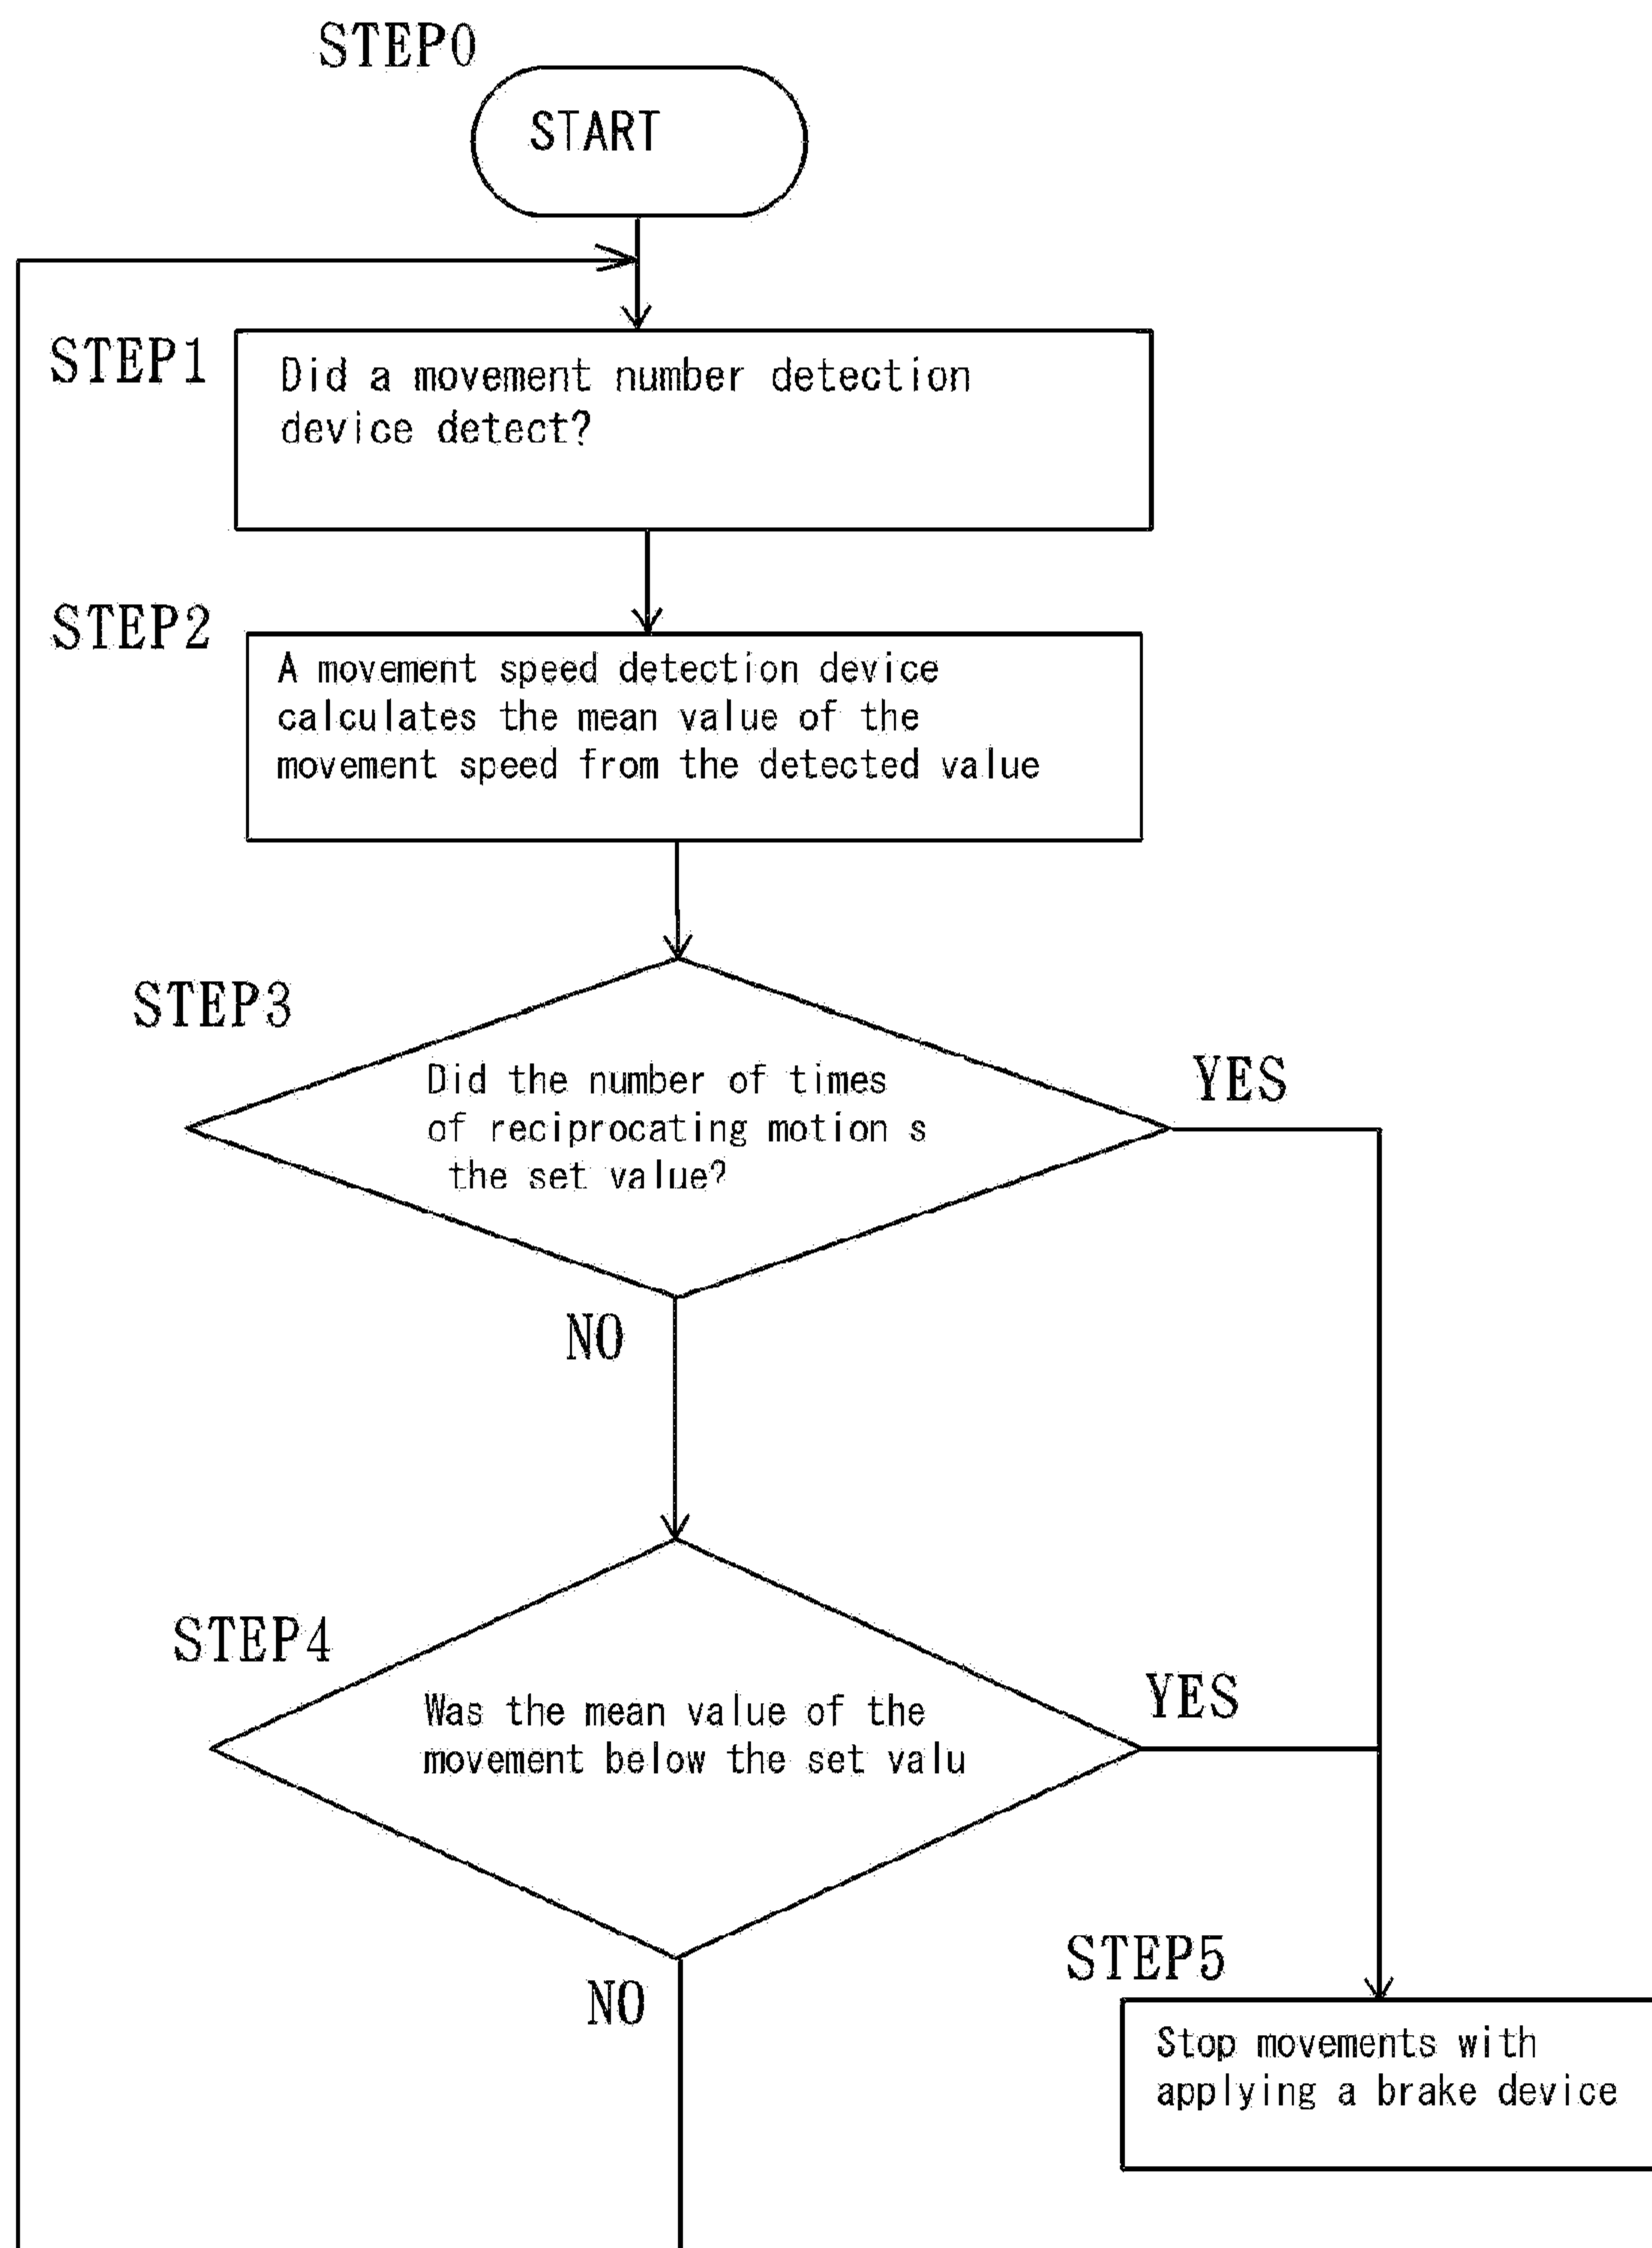 STEP0
START
STEP1
Did a movement number detection
device detect?
STEP2
A movement speed detection device
calculates the mean value of the
movement speed from the detected value
STEP3
Did the number of times
of reciprocating motion s
the set value?
YES
NO
STEP4
Was the mean value of the
movement below the set valu
YES
NO
STEP5
Stop movements with
applying a brake device